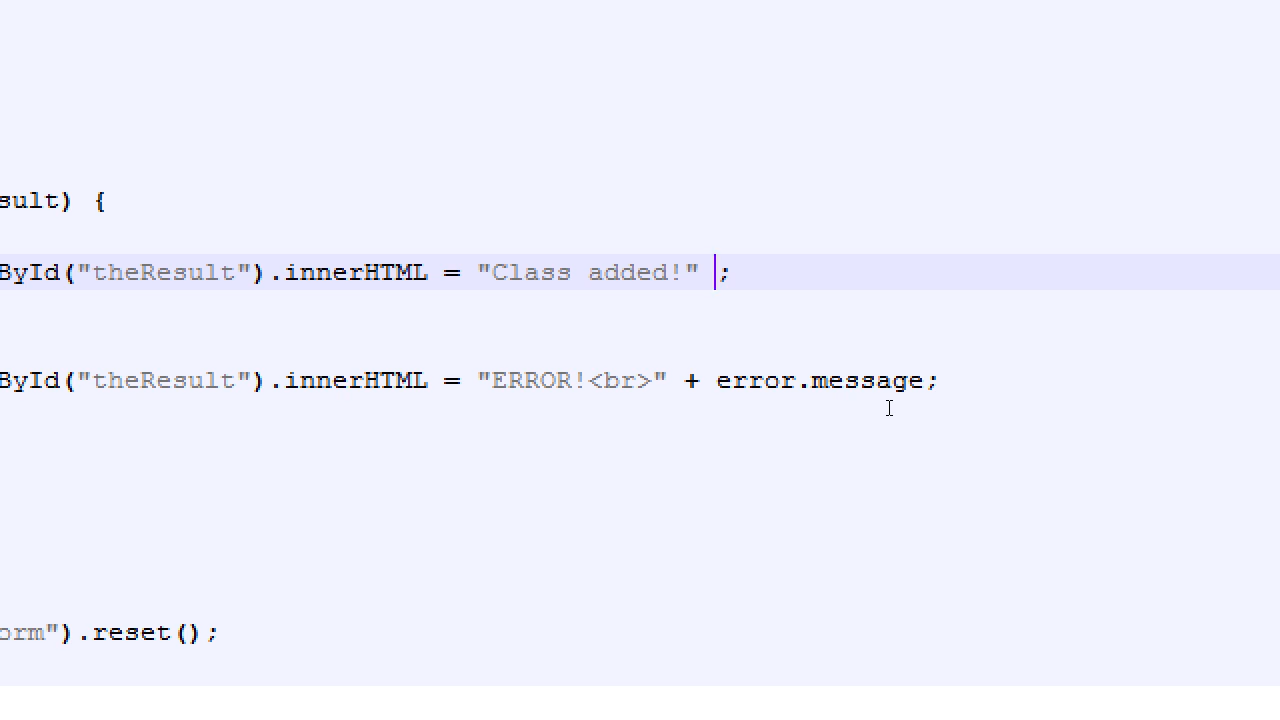 sult) {
ById("theResult").innerHTML = "Class added!" ;
ById("theResult").innerHTML = "ERROR!<br>" + error.message;
orm").reset();